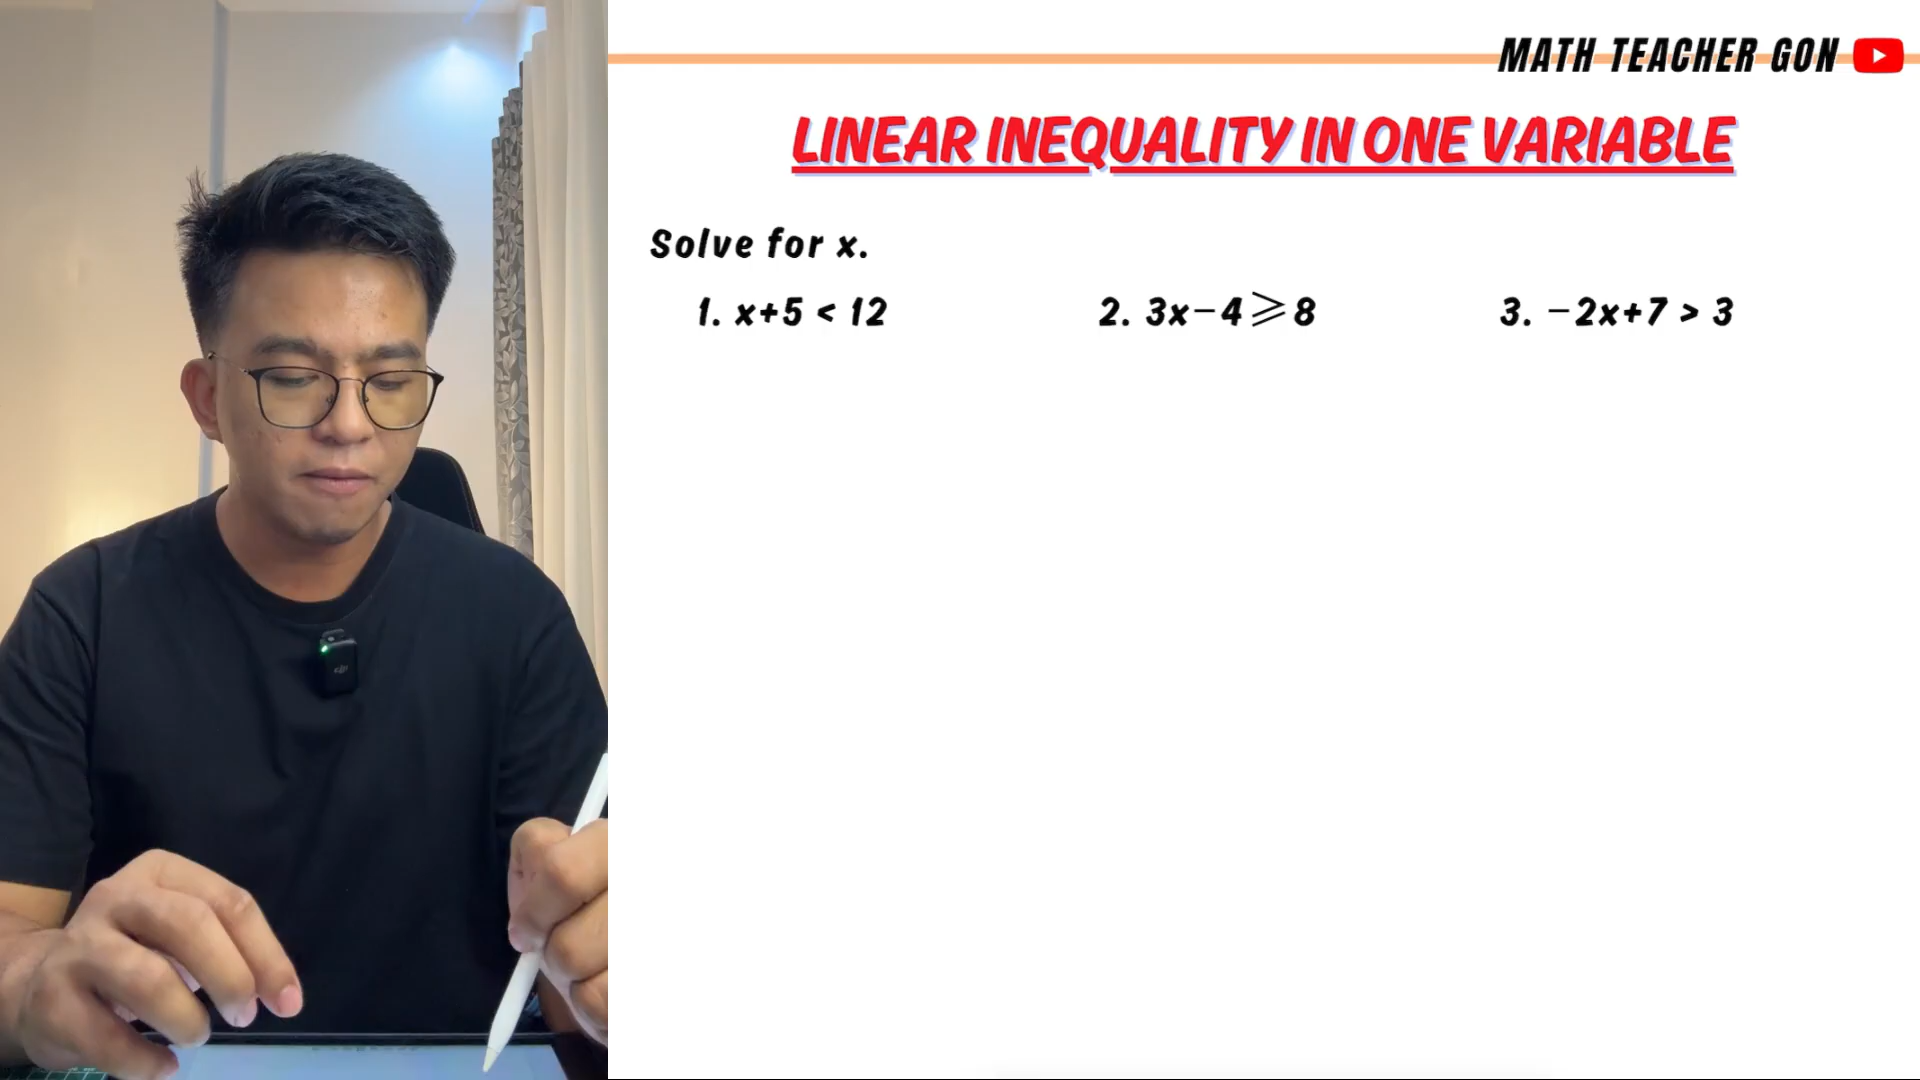 MATH TEACHER GON
LINEAR INEQUALITY IN ONE VARIABLE
Solve for x.
1. x+5 < 12
2. 3x−4⩾8
3. −2x+7 > 3
dji